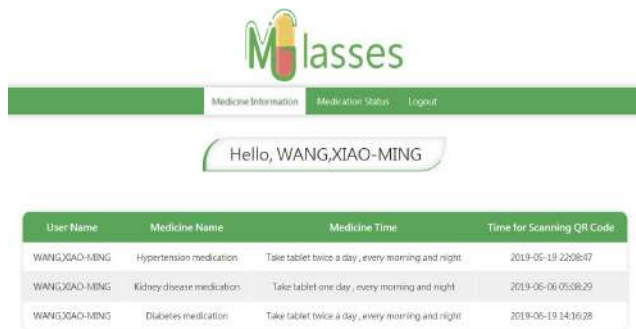 MGlasses
Medicine Information Medication Status Logout
Hello, WANG,XIAO-MING
User Name Medicine Name Medicine Time Time for Scanning QR Code
WANG,XIAO-MING Hypertension medication Take tablet twice a day , every morning and night 2019-05-19 22:08:47
WANG,XIAO-MING Kidney disease medication Take tablet one day , every morning and night 2019-06-06 05:08:29
WANG,XIAO-MING Diabetes medication Take tablet twice a day , every morning and night 2019-06-19 14:16:28